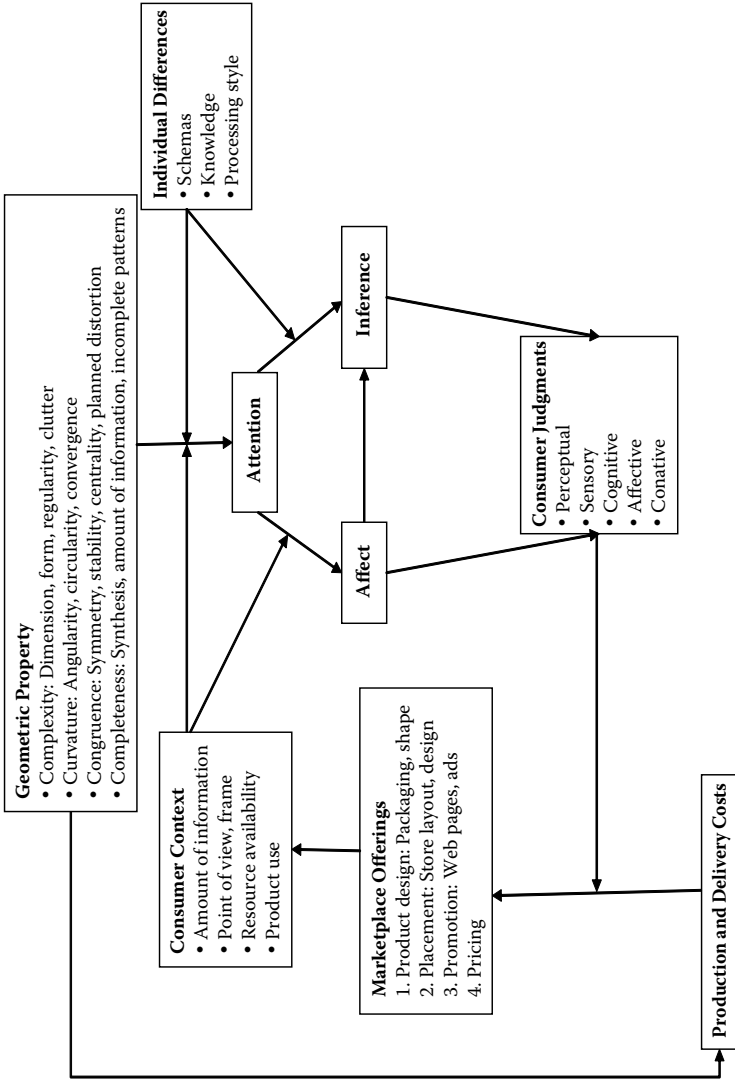 Geometric Property
• Complexity: Dimension, form, regularity, clutter
• Curvature: Angularity, circularity, convergence
• Congruence: Symmetry, stability, centrality, planned distortion
• Completeness: Synthesis, amount of information, incomplete patterns
Individual Differences
• Schemas
• Knowledge
• Processing style
Consumer Context
• Amount of information
• Point of view, frame
• Resource availability
• Product use
Attention
Affect
Inference
Marketplace Offerings
1. Product design: Packaging, shape
2. Placement: Store layout, design
3. Promotion: Web pages, ads
4. Pricing
Consumer Judgments
• Perceptual
• Sensory
• Cognitive
• Affective
• Conative
Production and Delivery Costs